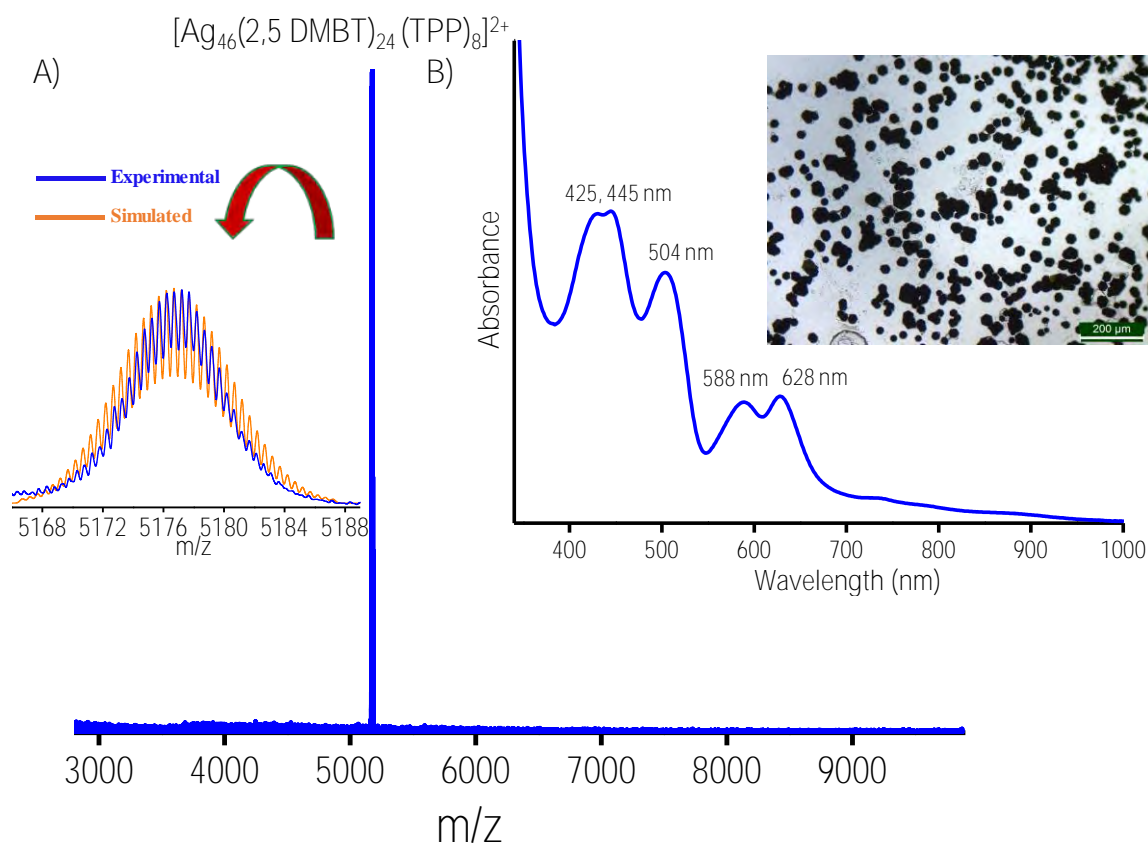 [Ag46(2,5 DMBT)24 (TPP)8]2+
A)
B)
Experimental
Simulated
5168 5172 5176 5180 5184 5188
m/z
3000 4000 5000 6000 7000 8000 9000
m/z
Absorbance
425, 445 nm
504 nm
588 nm 628 nm
200 µm
400 500 600 700 800 900 1000
Wavelength (nm)